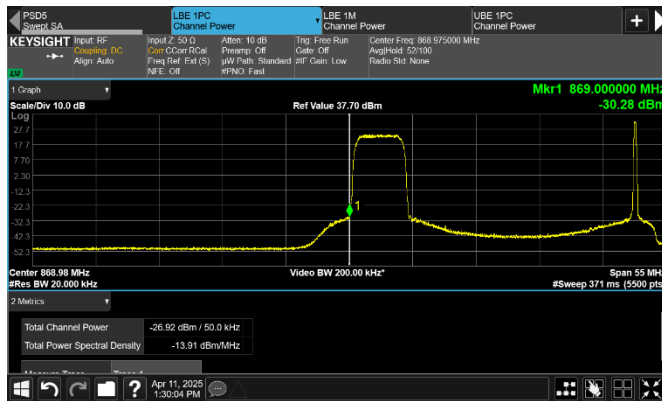 PSD5
Swept SA
LBE 1PC
Channel Power
LBE 1M
Channel Power
UBE 1PC
Channel Power
KEYSIGHT
Input: RF
Coupling: DC
Align: Auto
Input Z: 50 Ω
Corr CCorr RCal
Freq Ref: Ext (S)
NFE: Off
Atten: 10 dB
Preamp: Off
µW Path: Standard
#PNO: Fast
Trig: Free Run
Gate: Off
#IF Gain: Low
Center Freq: 868.975000 MHz
Avg|Hold: 52/100
Radio Std: None
1 Graph
Mkr1 869.000000 MHz
Scale/Div 10.0 dB
Ref Value 37.70 dBm
-30.28 dBm
Log
27.7
17.7
7.70
-2.30
-12.3
-22.3
-32.3
-42.3
-52.3
1
Center 868.98 MHz
Video BW 200.00 kHz*
Span 55 MH
#Res BW 20.000 kHz
#Sweep 371 ms (5500 pts
2 Metrics
Total Channel Power
-26.92 dBm / 50.0 kHz
Total Power Spectral Density
-13.91 dBm/MHz
Apr 11, 2025
1:30:04 PM